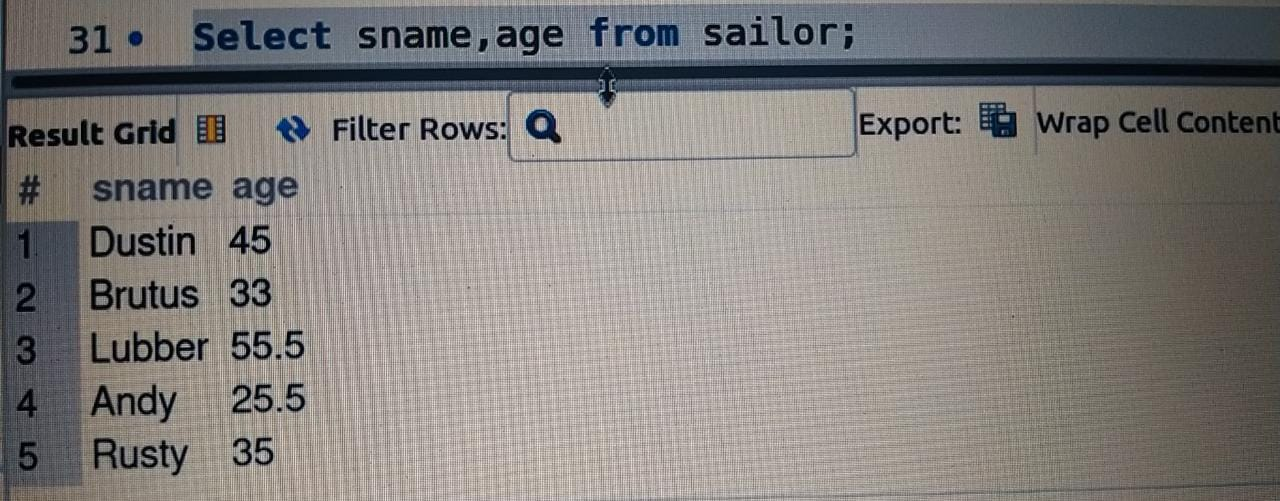 31 Select sname,age from sailor;
Result Grid Filter Rows: Export: Wrap Cell Content
# sname age
1 Dustin 45
2 Brutus 33
3 Lubber 55.5
4 Andy 25.5
5 Rusty 35